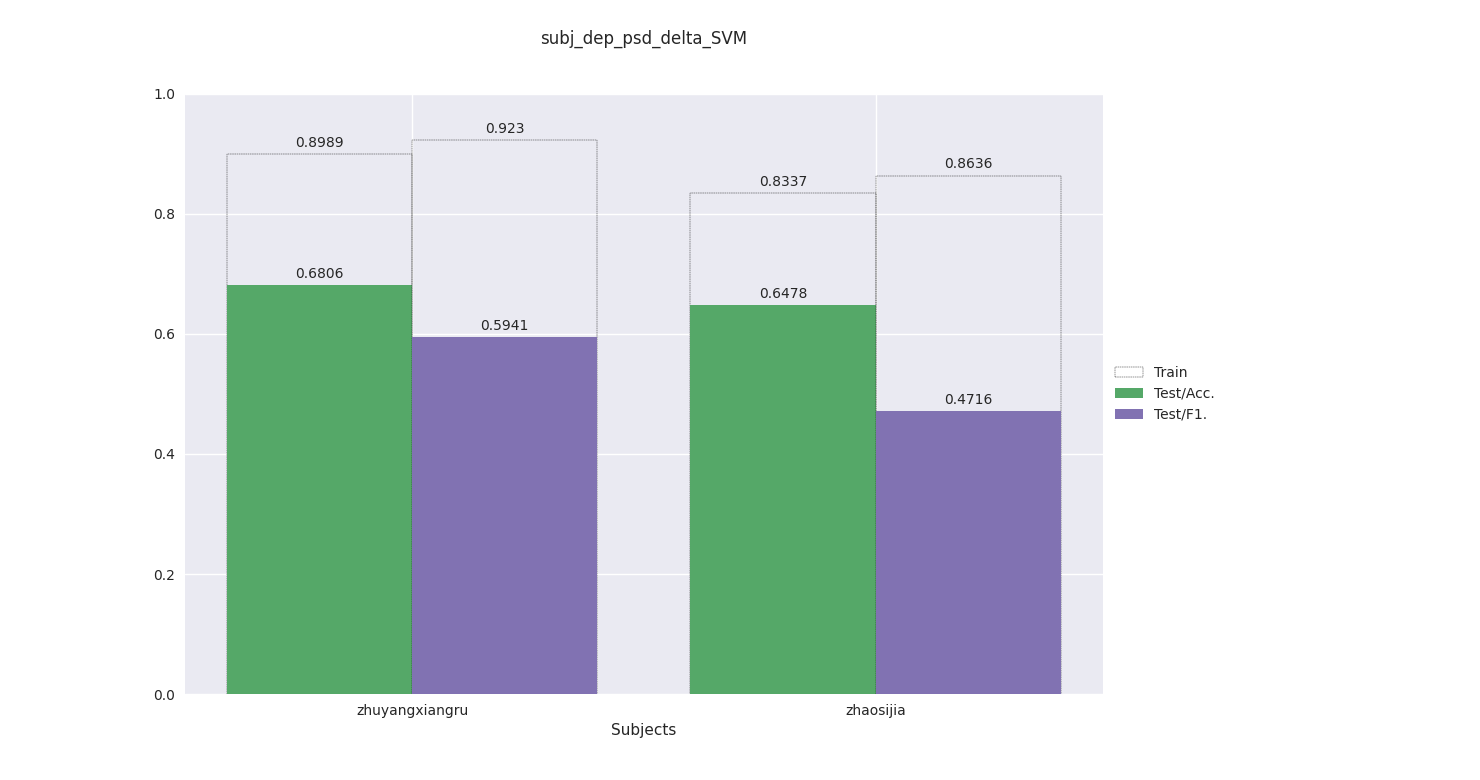 subj_dep_psd_delta_SVM
1.0
0.8
0.6
0.4
0.2
0.0
0.8989
0.923
0.8337
0.8636
0.6806
0.5941
0.6478
0.4716
Train
Test/Acc.
Test/F1.
zhuyangxiangru
zhaosijia
Subjects